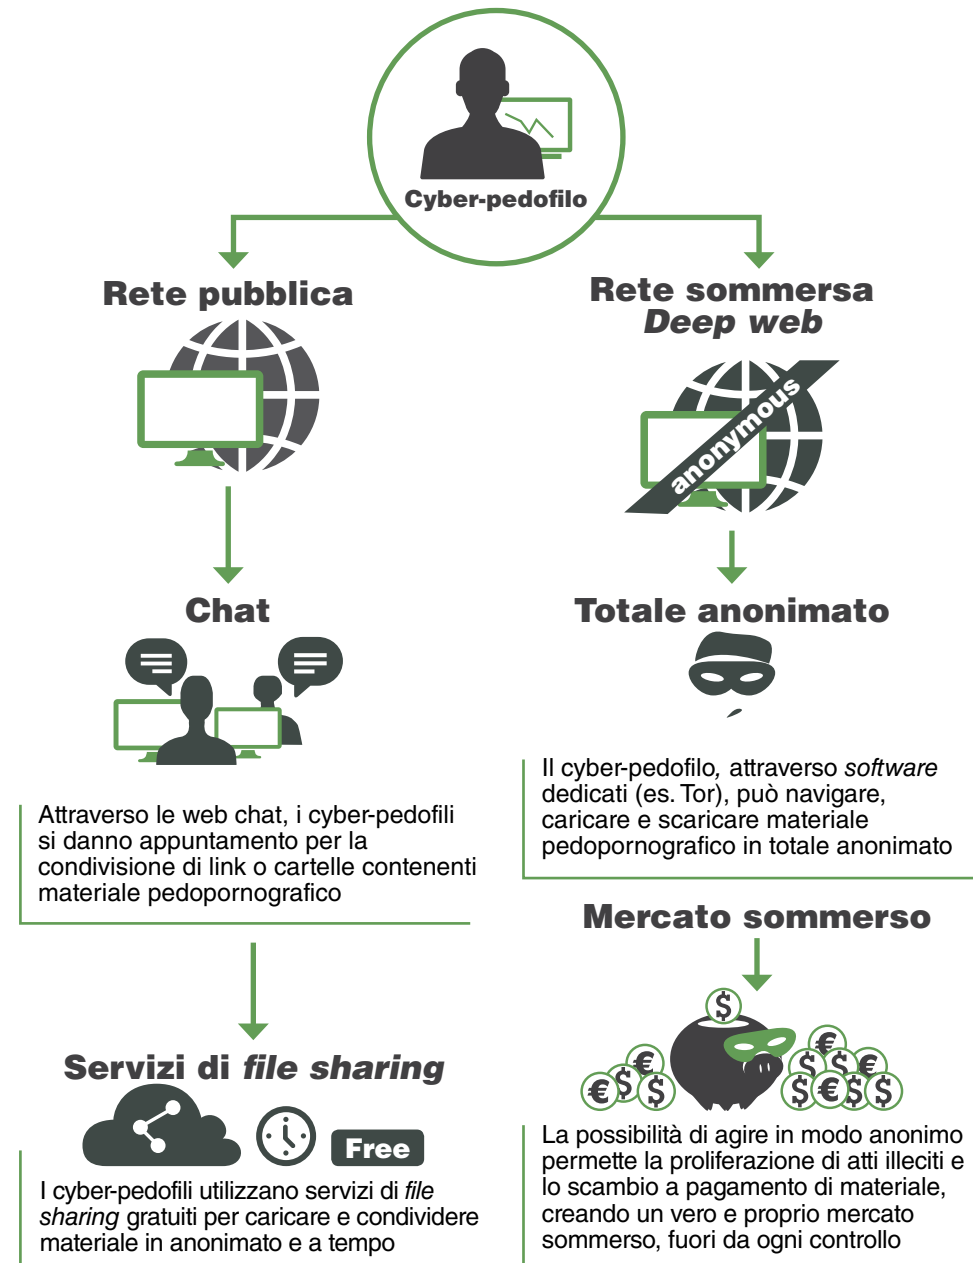 Cyber-pedofilo
Rete pubblica
Chat
Attraverso le web chat, i cyber-pedofili
si danno appuntamento per la
condivisione di link o cartelle contenenti
materiale pedopornografico
Servizi di file sharing
Free
I cyber-pedofili utilizzano servizi di file
sharing gratuiti per caricare e condividere
materiale in anonimato e a tempo
Rete sommersa
Deep web
anonymous
Totale anonimato
Il cyber-pedofilo, attraverso software
dedicati (es. Tor), può navigare,
caricare e scaricare materiale
pedopornografico in totale anonimato
Mercato sommerso
$
€ $ € $
€ $ $ € $ € $ $
La possibilità di agire in modo anonimo
permette la proliferazione di atti illeciti e
lo scambio a pagamento di materiale,
creando un vero e proprio mercato
sommerso, fuori da ogni controllo